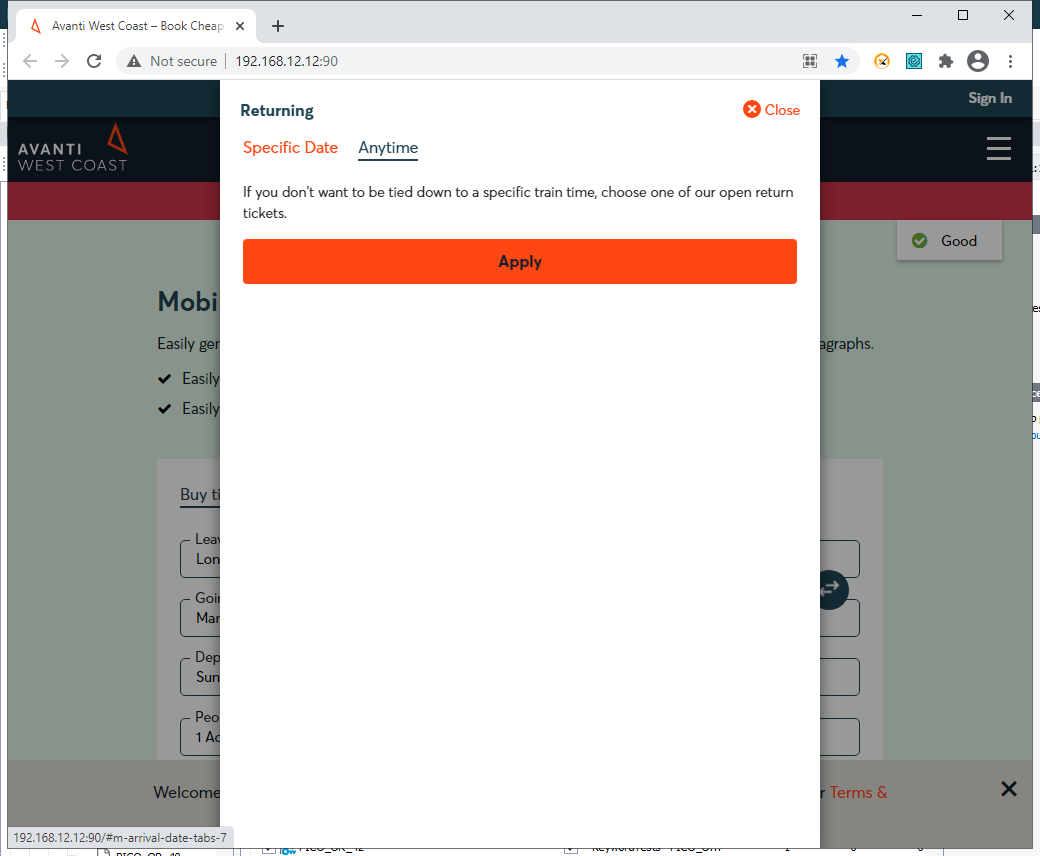 Avanti West Coast – Book Cheap
Not secure
192.168.12.12:90
Sign In
AVANTI
WEST COAST
Returning
Close
Specific Date
Anytime
If you don't want to be tied down to a specific train time, choose one of our open return
tickets.
Apply
Good
Mobi
Easily ger
agraphs.
Easily
Easily
Buy ti
Leav
Lon
Goi
Mar
Dep
Sun
Peo
1 Ad
Welcome
r Terms &
192.168.12.12:90/#m-arrival-date-tabs-7